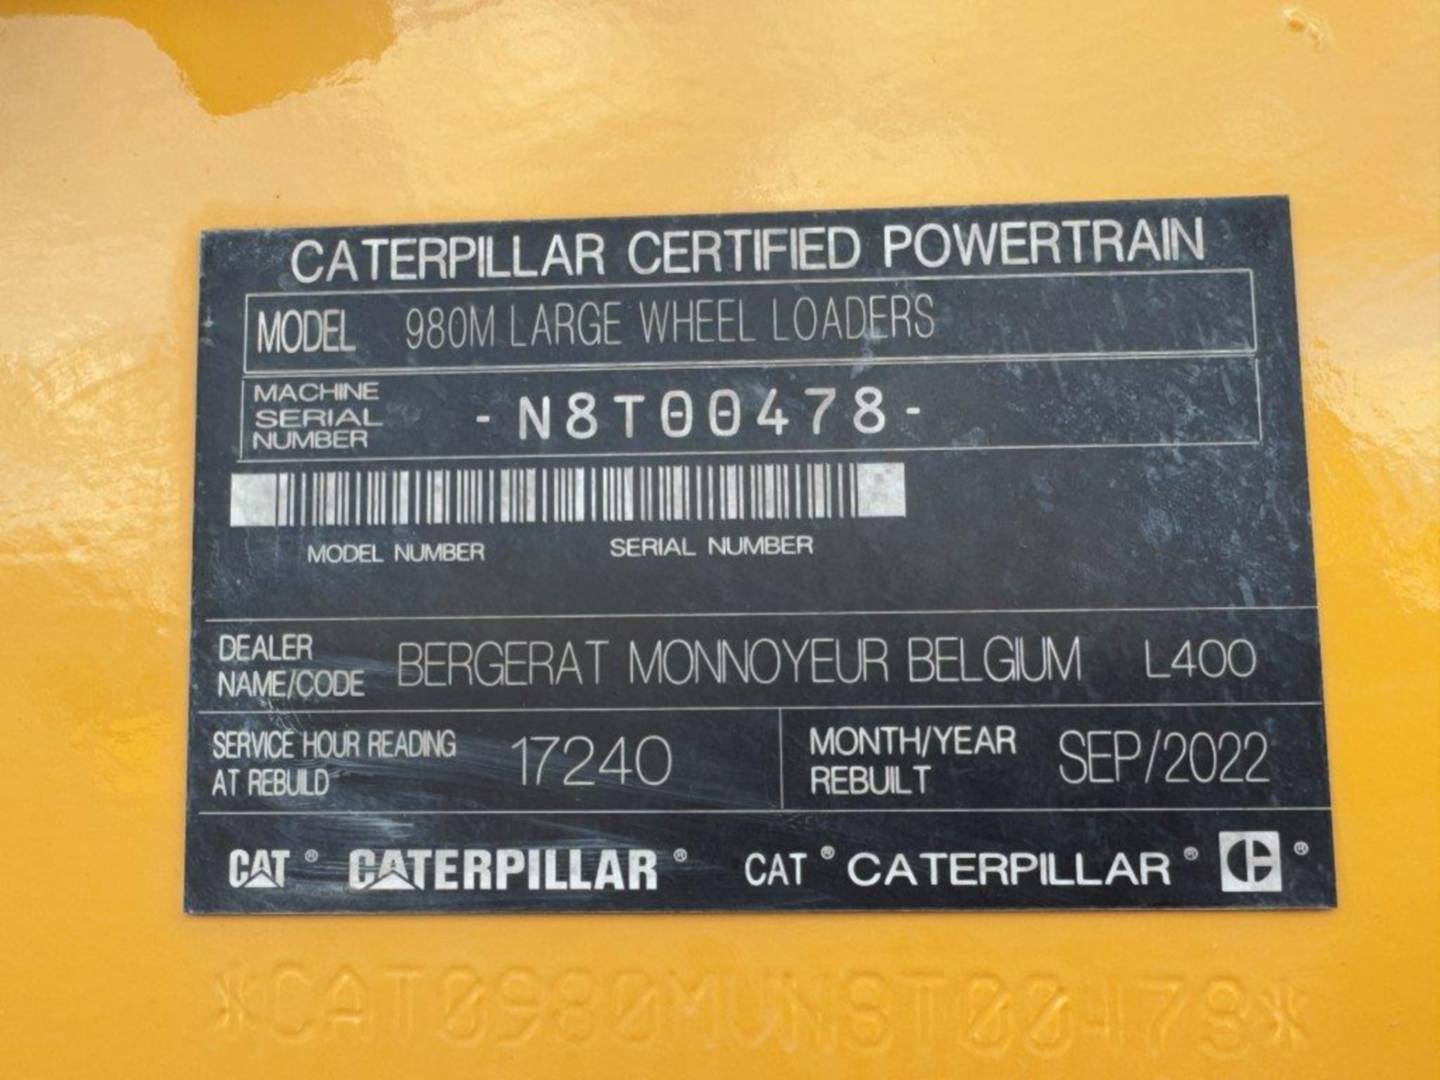 CATERPILLAR CERTIFIED POWERTRAIN
MODEL 980M LARGE WHEEL LOADERS
MACHINE SERIAL NUMBER -N8T00478-
MODEL NUMBER SERIAL NUMBER
DEALER NAME/CODE BERGERAT MONNOYEUR BELGIUM L400
SERVICE HOUR READING AT REBUILD 17240 MONTH/YEAR REBUILT SEP/2022
CAT® CATERPILLAR® CAT® CATERPILLAR® ®
*CAT0980MVN8T00478*